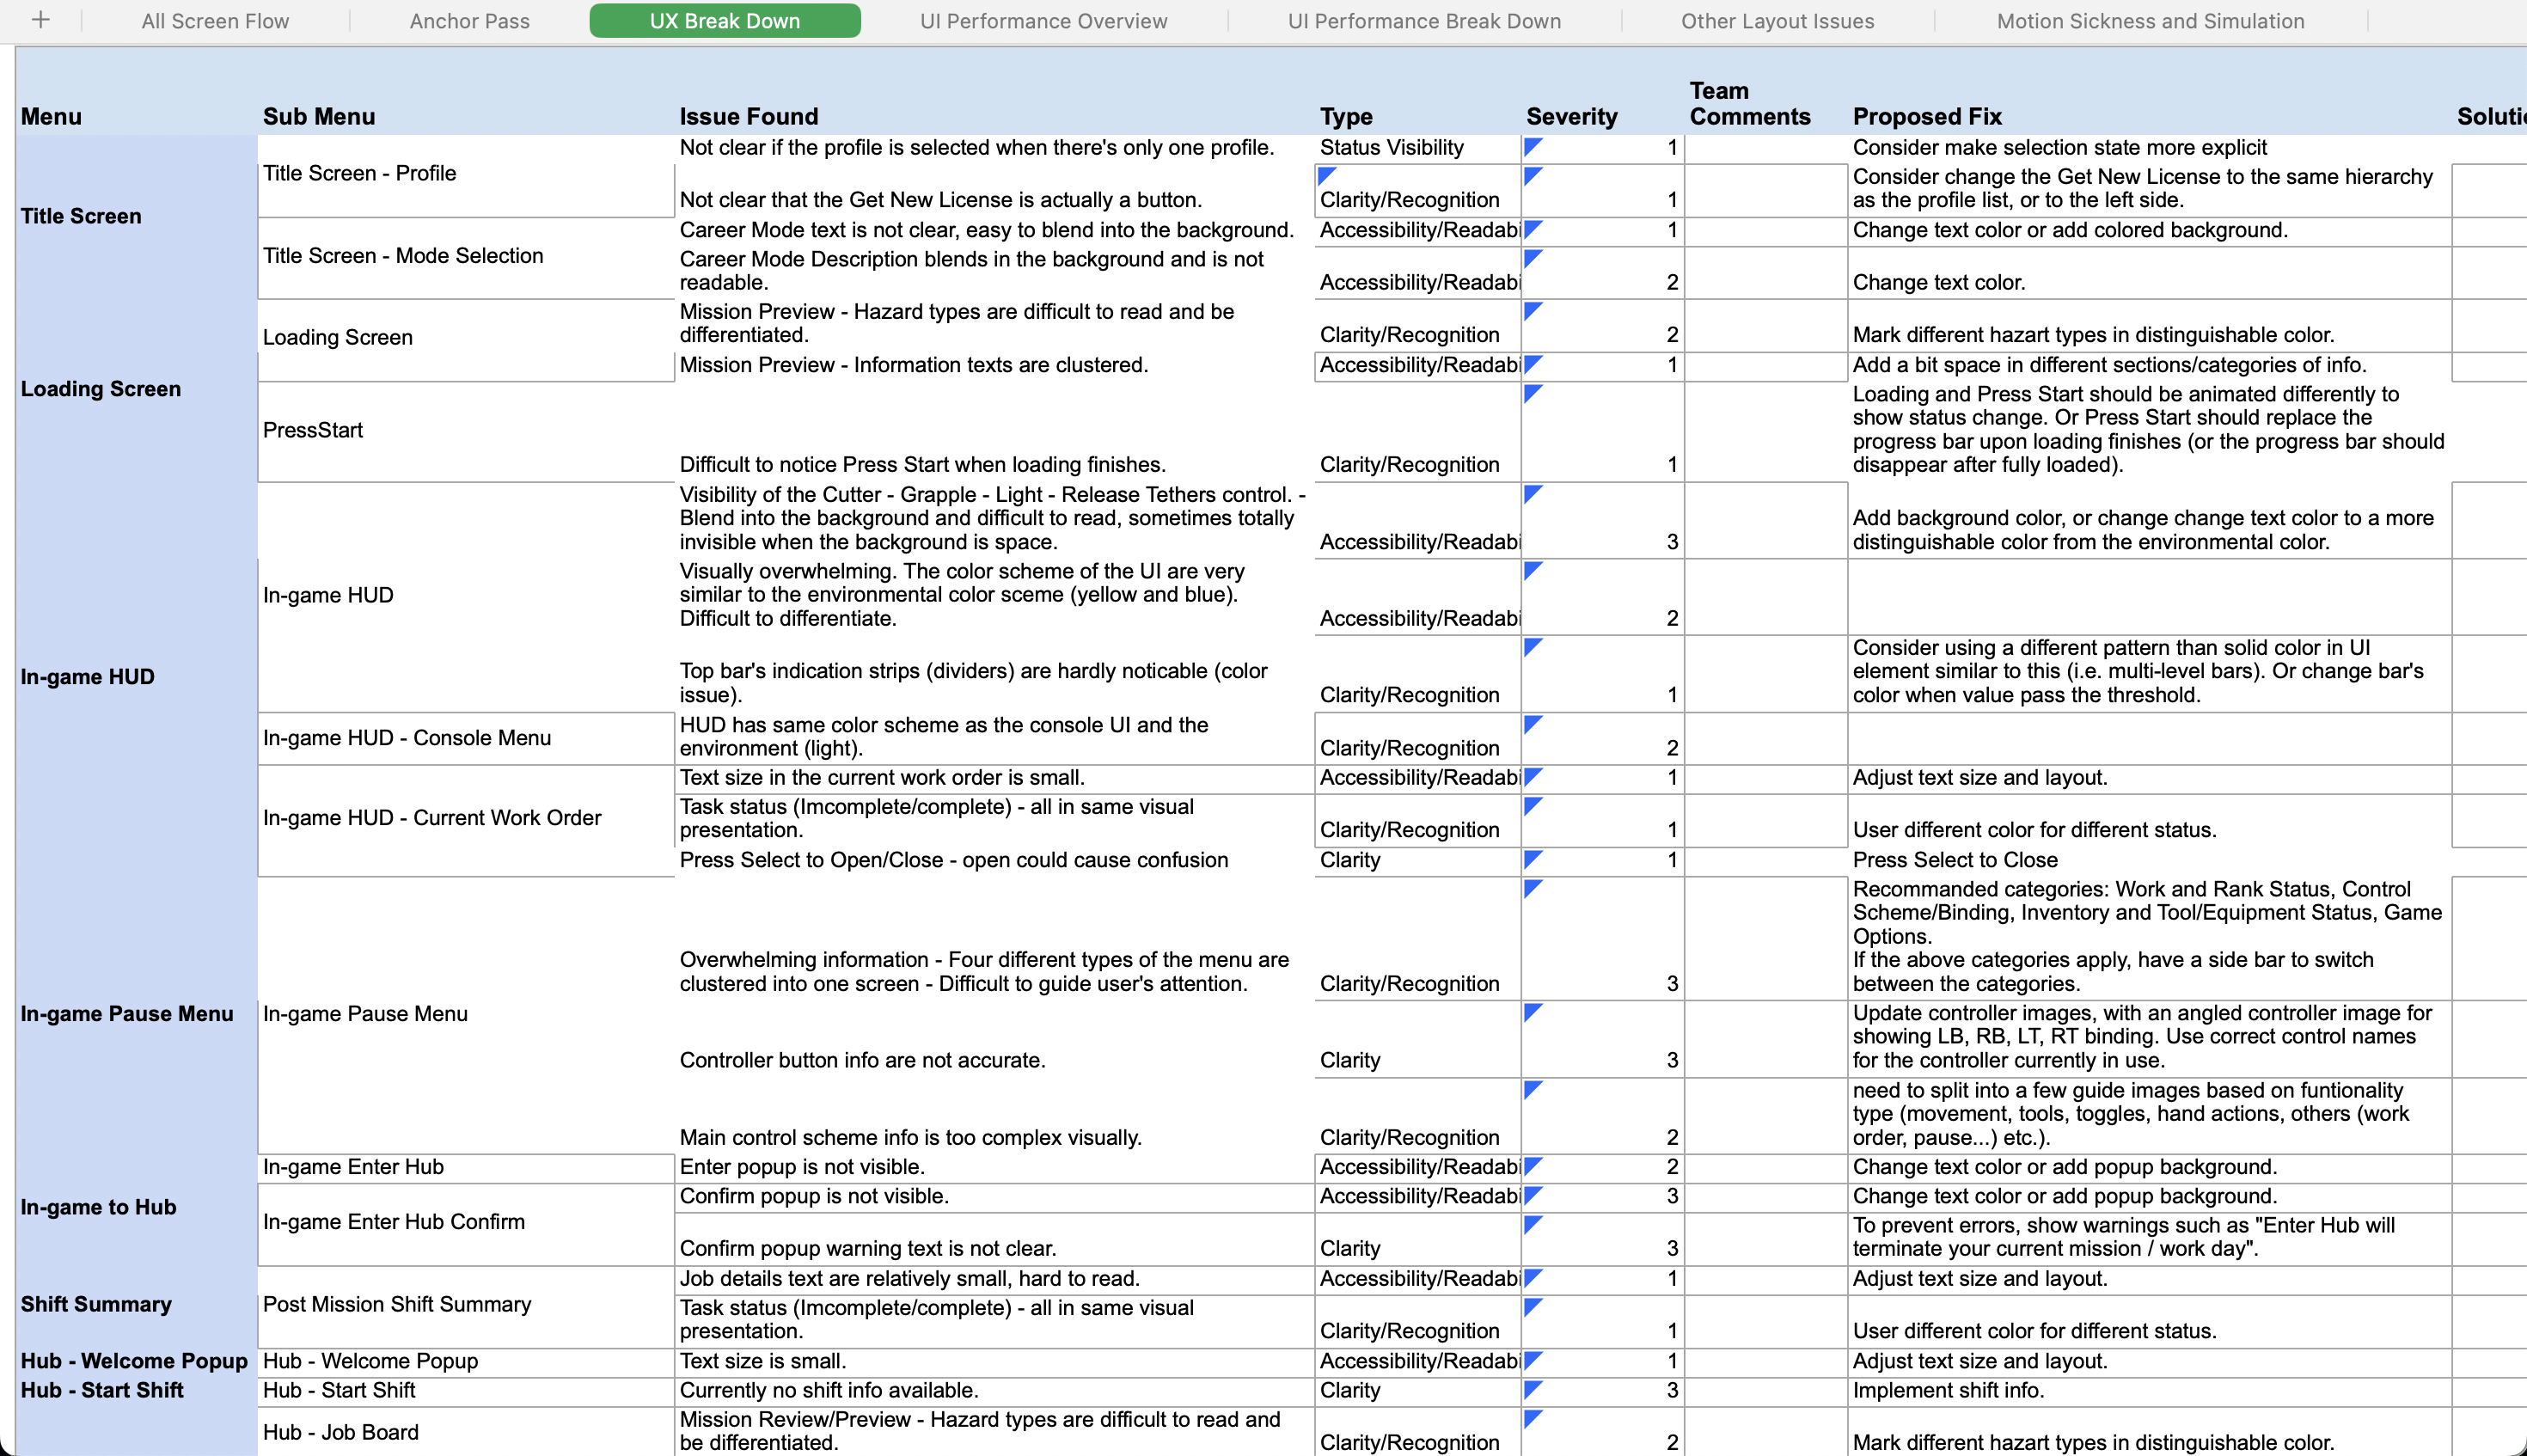 + All Screen Flow Anchor Pass UX Break Down UI Performance Overview UI Performance Break Down Other Layout Issues Motion Sickness and Simulation
Team
Menu Sub Menu Issue Found Type Severity Comments Proposed Fix Soluti
Title Screen
Title Screen - Profile
Not clear if the profile is selected when there's only one profile. Status Visibility 1 Consider make selection state more explicit
Consider change the Get New License to the same hierarchy
Not clear that the Get New License is actually a button. Clarity/Recognition 1 as the profile list, or to the left side.
Title Screen - Mode Selection
Career Mode text is not clear, easy to blend into the background. Accessibility/Readabi 1 Change text color or add colored background.
Career Mode Description blends in the background and is not
readable. Accessibility/Readabi 2 Change text color.
Loading Screen
Loading Screen
Mission Preview - Hazard types are difficult to read and be
differentiated. Clarity/Recognition 2 Mark different hazart types in distinguishable color.
Mission Preview - Information texts are clustered. Accessibility/Readabi 1 Add a bit space in different sections/categories of info.
PressStart
Loading and Press Start should be animated differently to
show status change. Or Press Start should replace the
progress bar upon loading finishes (or the progress bar should
Difficult to notice Press Start when loading finishes. Clarity/Recognition 1 disappear after fully loaded).
In-game HUD
In-game HUD
Visibility of the Cutter - Grapple - Light - Release Tethers control. -
Blend into the background and difficult to read, sometimes totally Add background color, or change change text color to a more
invisible when the background is space. Accessibility/Readabi 3 distinguishable color from the environmental color.
Visually overwhelming. The color scheme of the UI are very
similar to the environmental color sceme (yellow and blue).
Difficult to differentiate. Accessibility/Readabi 2
Consider using a different pattern than solid color in UI
Top bar's indication strips (dividers) are hardly noticable (color element similar to this (i.e. multi-level bars). Or change bar's
issue). Clarity/Recognition 1 color when value pass the threshold.
In-game HUD - Console Menu
HUD has same color scheme as the console UI and the
environment (light). Clarity/Recognition 2
In-game HUD - Current Work Order
Text size in the current work order is small. Accessibility/Readabi 1 Adjust text size and layout.
Task status (Imcomplete/complete) - all in same visual
presentation. Clarity/Recognition 1 User different color for different status.
Press Select to Open/Close - open could cause confusion Clarity 1 Press Select to Close
In-game Pause Menu
In-game Pause Menu
Recommanded categories: Work and Rank Status, Control
Scheme/Binding, Inventory and Tool/Equipment Status, Game
Options.
Overwhelming information - Four different types of the menu are If the above categories apply, have a side bar to switch
clustered into one screen - Difficult to guide user's attention. Clarity/Recognition 3 between the categories.
Update controller images, with an angled controller image for
showing LB, RB, LT, RT binding. Use correct control names
Controller button info are not accurate. Clarity 3 for the controller currently in use.
need to split into a few guide images based on funtionality
type (movement, tools, toggles, hand actions, others (work
Main control scheme info is too complex visually. Clarity/Recognition 2 order, pause...) etc.).
In-game to Hub
In-game Enter Hub Enter popup is not visible. Accessibility/Readabi 2 Change text color or add popup background.
In-game Enter Hub Confirm
Confirm popup is not visible. Accessibility/Readabi 3 Change text color or add popup background.
To prevent errors, show warnings such as "Enter Hub will
Confirm popup warning text is not clear. Clarity 3 terminate your current mission / work day".
Shift Summary
Post Mission Shift Summary
Job details text are relatively small, hard to read. Accessibility/Readabi 1 Adjust text size and layout.
Task status (Imcomplete/complete) - all in same visual
presentation. Clarity/Recognition 1 User different color for different status.
Hub - Welcome Popup Hub - Welcome Popup Text size is small. Accessibility/Readabi 1 Adjust text size and layout.
Hub - Start Shift Hub - Start Shift Currently no shift info available. Clarity 3 Implement shift info.
Hub - Job Board
Mission Review/Preview - Hazard types are difficult to read and
be differentiated. Clarity/Recognition 2 Mark different hazart types in distinguishable color.